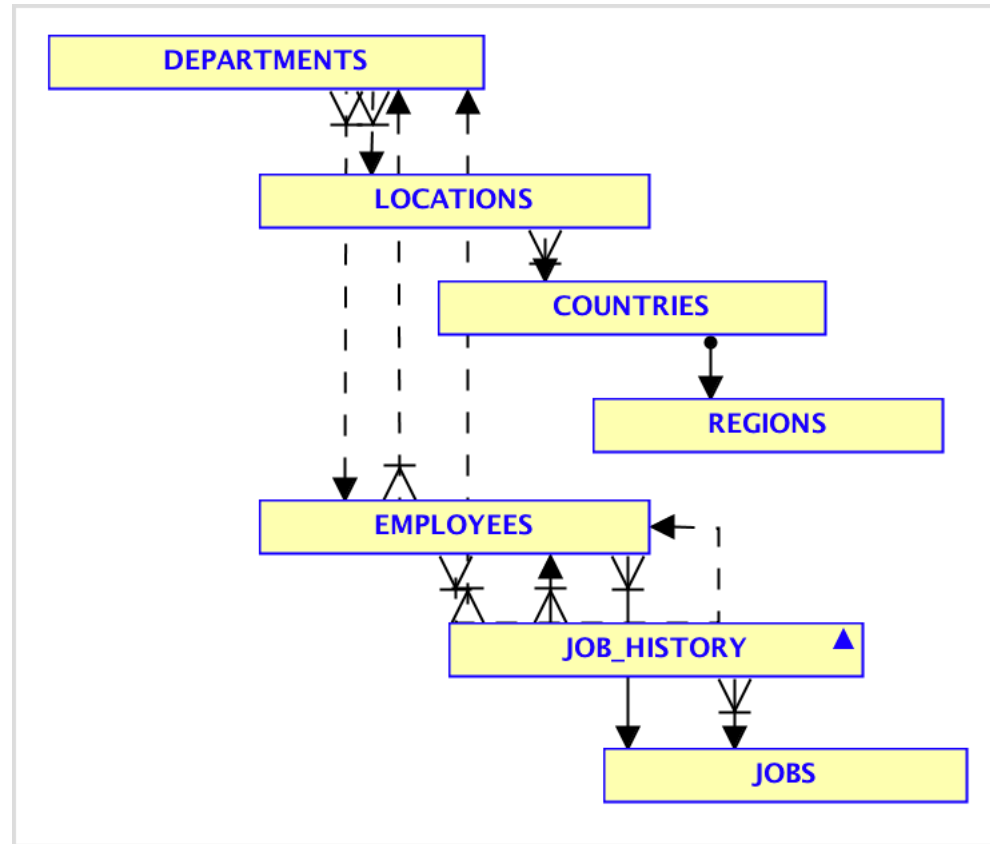 DEPARTMENTS
LOCATIONS
COUNTRIES
REGIONS
EMPLOYEES
JOB_HISTORY
JOBS